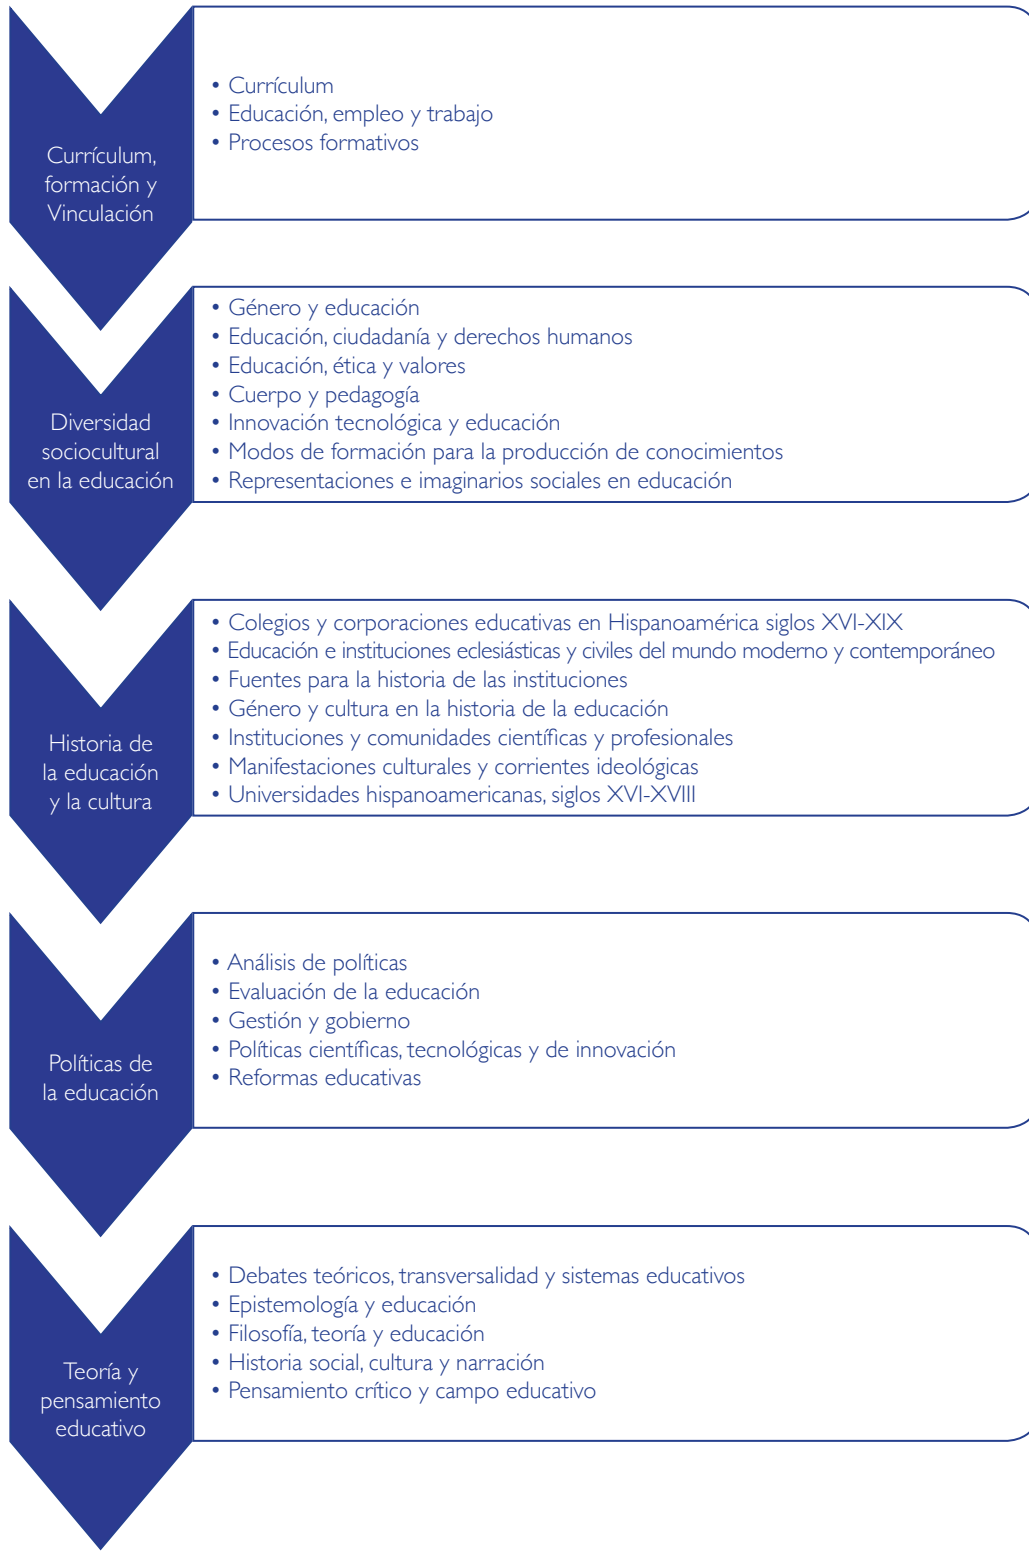 Currículum,
formación y
Vinculación
• Currículum
• Educación, empleo y trabajo
• Procesos formativos
Diversidad
sociocultural
en la educación
• Género y educación
• Educación, ciudadanía y derechos humanos
• Educación, ética y valores
• Cuerpo y pedagogía
• Innovación tecnológica y educación
• Modos de formación para la producción de conocimientos
• Representaciones e imaginarios sociales en educación
Historia de
la educación
y la cultura
• Colegios y corporaciones educativas en Hispanoamérica siglos XVI-XIX
• Educación e instituciones eclesiásticas y civiles del mundo moderno y contemporáneo
• Fuentes para la historia de las instituciones
• Género y cultura en la historia de la educación
• Instituciones y comunidades científicas y profesionales
• Manifestaciones culturales y corrientes ideológicas
• Universidades hispanoamericanas, siglos XVI-XVIII
Políticas de
la educación
• Análisis de políticas
• Evaluación de la educación
• Gestión y gobierno
• Políticas científicas, tecnológicas y de innovación
• Reformas educativas
Teoría y
pensamiento
educativo
• Debates teóricos, transversalidad y sistemas educativos
• Epistemología y educación
• Filosofía, teoría y educación
• Historia social, cultura y narración
• Pensamiento crítico y campo educativo